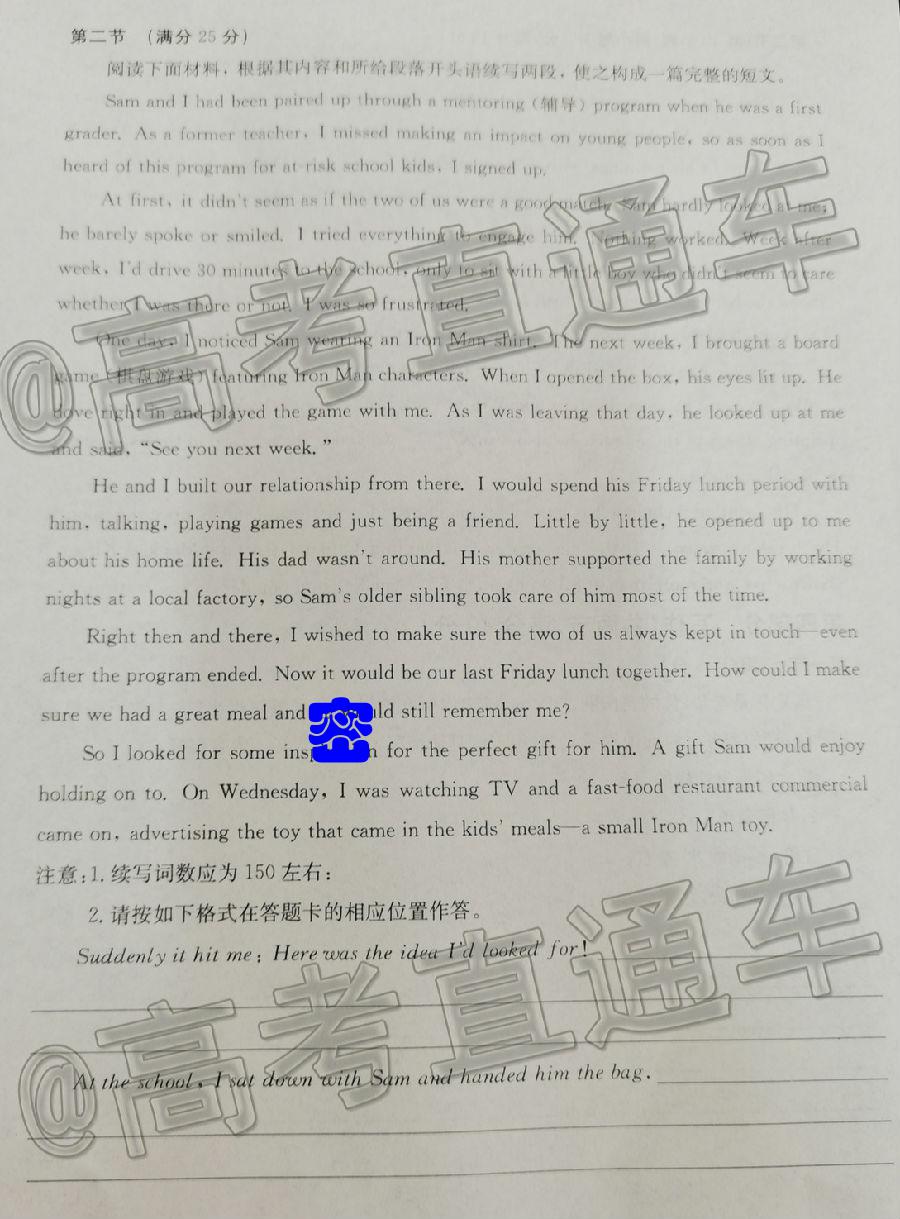 第二节 （满分 25 分）
阅读下面材料，根据其内容和所给段落开头语续写两段，使之构成一篇完整的短文。
Sam and I had been paired up through a mentoring (辅导) program when he was a first
grader. As a former teacher, I missed making an impact on young people, so as soon as I
heard of this program for at-risk school kids, I signed up.
At first, it didn't seem as if the two of us were a good match. Sam hardly looked at me;
he barely spoke or smiled. I tried everything to engage him. Nothing worked. Week after
week, I'd drive 30 minutes to the school, only to sit with a little boy who didn't seem to care
whether I was there or not. I was so frustrated.
One day, I noticed Sam wearing an Iron Man shirt. The next week, I brought a board
game (棋盘游戏) featuring Iron Man characters. When I opened the box, his eyes lit up. He
dove right in and played the game with me. As I was leaving that day, he looked up at me
and said, “See you next week.”
He and I built our relationship from there. I would spend his Friday lunch period with
him, talking, playing games and just being a friend. Little by little, he opened up to me
about his home life. His dad wasn't around. His mother supported the family by working
nights at a local factory, so Sam's older sibling took care of him most of the time.
Right then and there, I wished to make sure the two of us always kept in touch—even
after the program ended. Now it would be our last Friday lunch together. How could I make
sure we had a great meal and still remember me?
So I looked for some for the perfect gift for him. A gift Sam would enjoy
holding on to. On Wednesday, I was watching TV and a fast-food restaurant commercial
came on, advertising the toy that came in the kids' meals—a small Iron Man toy.
注意:1. 续写词数应为 150 左右;
2. 请按如下格式在答题卡的相应位置作答。
Suddenly it hit me: Here was the idea I'd looked for!
At the school, I sat down with Sam and handed him the bag.
@高考直通车
@高考直通车